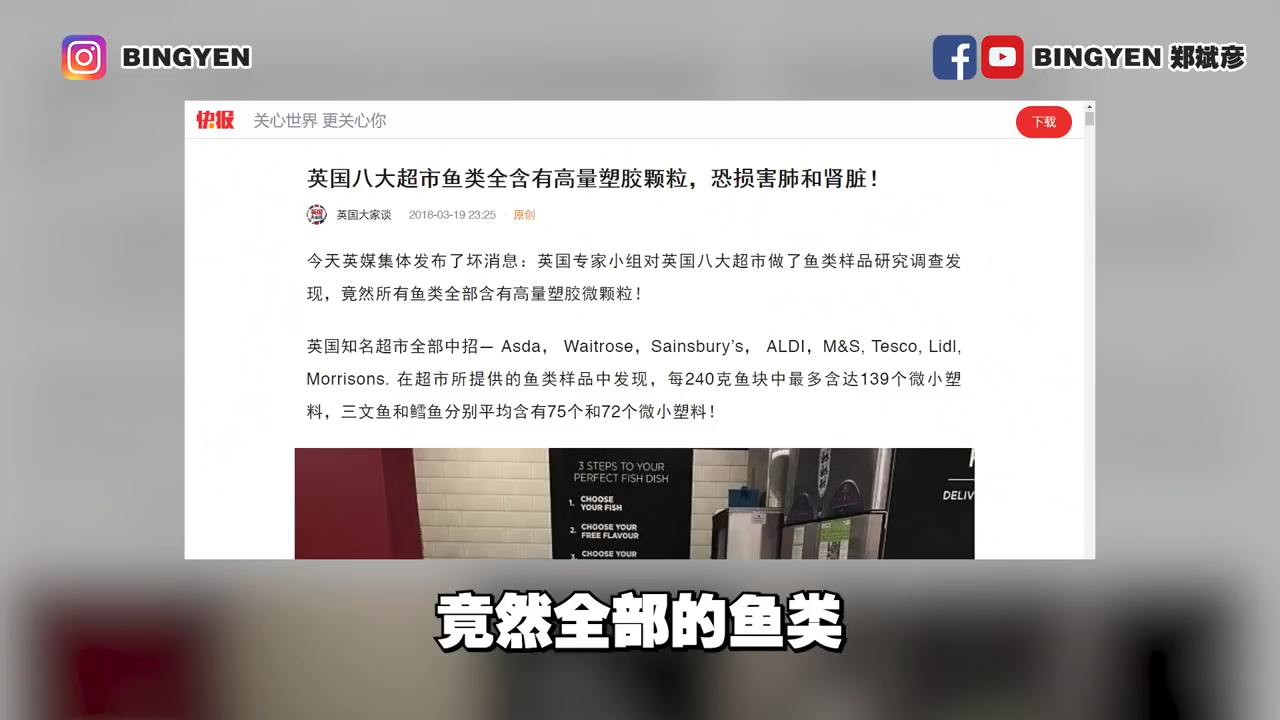 BINGYEN
BINGYEN 郑斌彦
快报 关心世界 更关心你
下载
英国八大超市鱼类全含有高量塑胶颗粒，恐损害肺和肾脏！
英国大家谈 2018-03-19 23:25 · 原创
今天英媒集体发布了坏消息：英国专家小组对英国八大超市做了鱼类样品研究调查发
现，竟然所有鱼类全部含有高量塑胶微颗粒！
英国知名超市全部中招— Asda， Waitrose，Sainsbury's， ALDI，M&S, Tesco, Lidl,
Morrisons. 在超市所提供的鱼类样品中发现，每240克鱼块中最多含达139个微小塑
料，三文鱼和鳕鱼分别平均含有75个和72个微小塑料！
3 STEPS TO YOUR
PERFECT FISH DISH
1. CHOOSE
YOUR FISH
2. CHOOSE YOUR
FREE FLAVOUR
3. CHOOSE YOUR
DELIV
竟然全部的鱼类